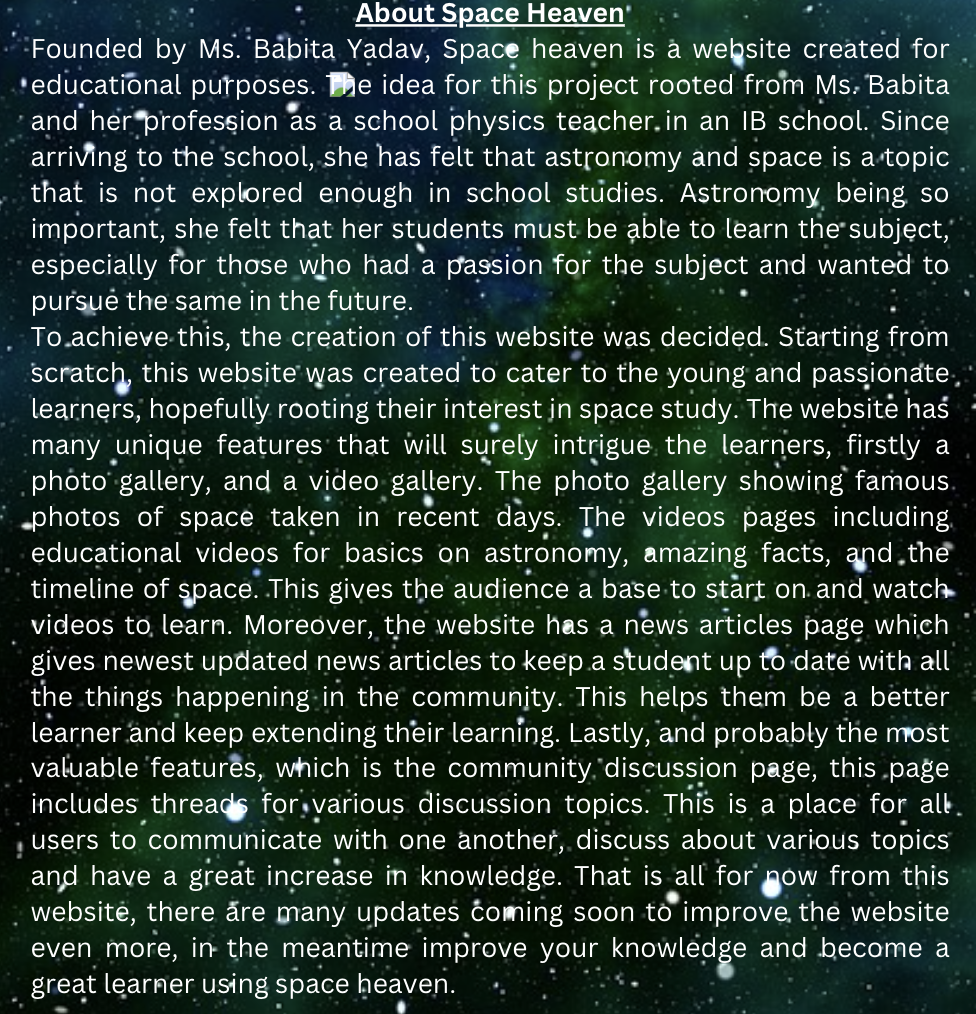 About Space Heaven
Founded by Ms. Babita Yadav, Space heaven is a website created for
educational purposes. The idea for this project rooted from Ms. Babita
and her profession as a school physics teacher in an IB school. Since
arriving to the school, she has felt that astronomy and space is a topic
that is not explored enough in school studies. Astronomy being so
important, she felt that her students must be able to learn the subject,
especially for those who had a passion for the subject and wanted to
pursue the same in the future.
To achieve this, the creation of this website was decided. Starting from
scratch, this website was created to cater to the young and passionate
learners, hopefully rooting their interest in space study. The website has
many unique features that will surely intrigue the learners, firstly a
photo gallery, and a video gallery. The photo gallery showing famous
photos of space taken in recent days. The videos pages including
educational videos for basics on astronomy, amazing facts, and the
timeline of space. This gives the audience a base to start on and watch
videos to learn. Moreover, the website has a news articles page which
gives newest updated news articles to keep a student up to date with all
the things happening in the community. This helps them be a better
learner and keep extending their learning. Lastly, and probably the most
valuable features, which is the community discussion page, this page
includes threads for various discussion topics. This is a place for all
users to communicate with one another, discuss about various topics
and have a great increase in knowledge. That is all for now from this
website, there are many updates coming soon to improve the website
even more, in the meantime improve your knowledge and become a
great learner using space heaven.